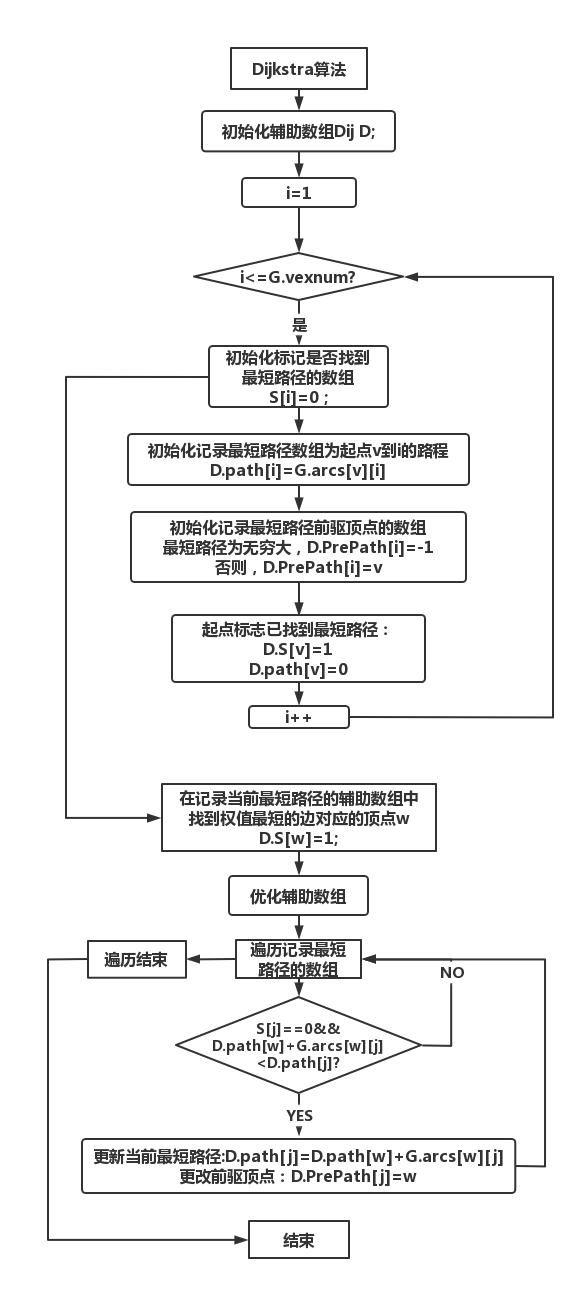 Dijkstra算法
初始化辅助数组Dij D;
i=1
i<=G.vexnum?
是
初始化标记是否找到
最短路径的数组
S[i]=0；
初始化记录最短路径数组为起点v到i的路程
D.path[i]=G.arcs[v][i]
初始化记录最短路径前驱顶点的数组
最短路径为无穷大，D.PrePath[i]=-1
否则，D.PrePath[i]=v
起点标志已找到最短路径：
D.S[v]=1
D.path[v]=0
i++
在记录当前最短路径的辅助数组中
找到权值最短的边对应的顶点w
D.S[w]=1;
优化辅助数组
遍历记录最短
路径的数组
遍历结束
NO
S[j]==0&&
D.path[w]+G.arcs[w][j]
<D.path[j]?
YES
更新当前最短路径:D.path[j]=D.path[w]+G.arcs[w][j]
更改前驱顶点：D.PrePath[j]=w
结束